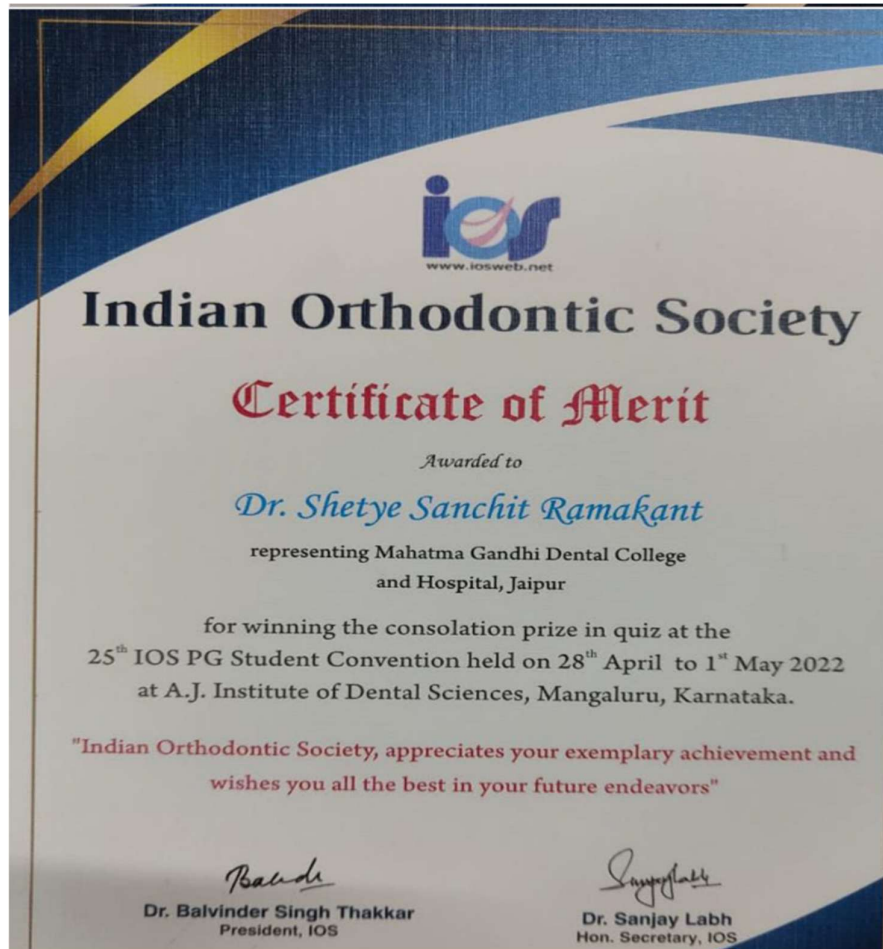 ios
www.iosweb.net
Indian Orthodontic Society
Certificate of Merit
Awarded to
Dr. Shetye Sanchit Ramakant
representing Mahatma Gandhi Dental College
and Hospital, Jaipur
for winning the consolation prize in quiz at the
25th IOS PG Student Convention held on 28th April to 1st May 2022
at A.J. Institute of Dental Sciences, Mangaluru, Karnataka.
"Indian Orthodontic Society, appreciates your exemplary achievement and
wishes you all the best in your future endeavors"
Dr. Balvinder Singh Thakkar
President, IOS
Dr. Sanjay Labh
Hon. Secretary, IOS